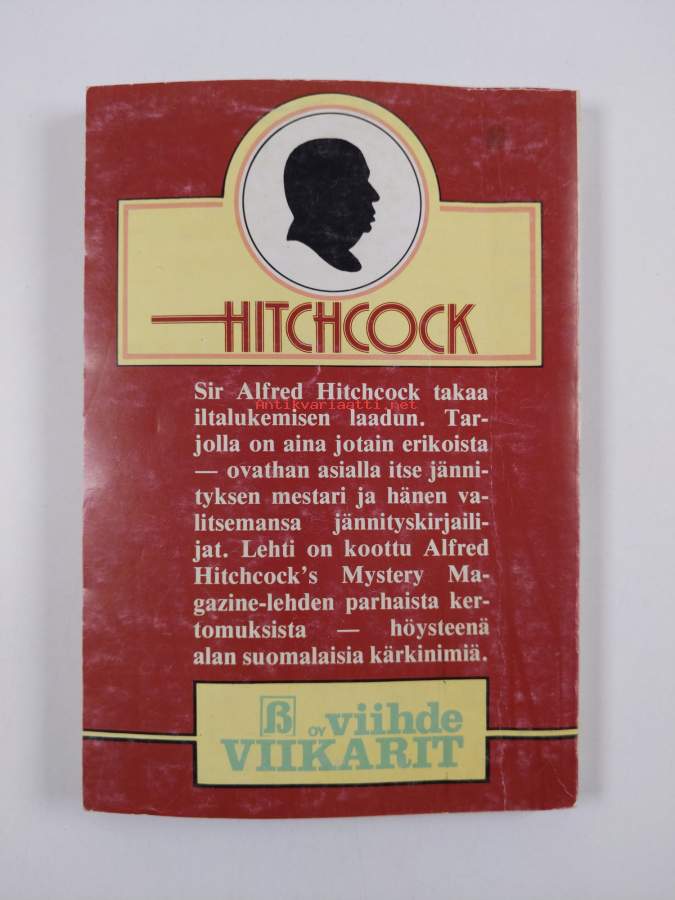 HITCHCOCK
Sir Alfred Hitchcock takaa
Antikvariaatti.net
iltalukemisen laadun. Tar-
jolla on aina jotain erikoista
— ovathan asialla itse jänni-
tyksen mestari ja hänen va-
litsemansa jännityskirjaili-
jat. Lehti on koottu Alfred
Hitchcock's Mystery Ma-
gazine-lehden parhaista ker-
tomuksista — höysteenä
alan suomalaisia kärkinimiä.
ß OY viihde
VIIKARIT